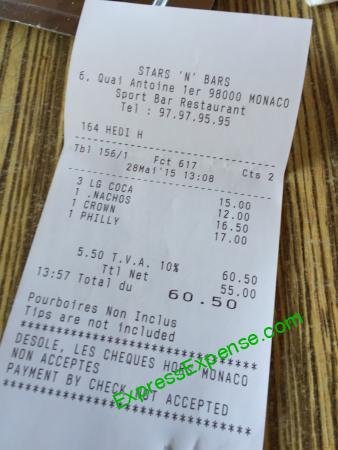 STARS 'N' BARS
6, Quai Antoine 1er 98000 MONACO
Sport Bar Restaurant
Tel : 97.97.95.95
164 HEDI H
Tbl 156/1 Fct 617 Cts 2
28Mai'15 13:08
3 LG COCA 15.00
1 .NACHOS 12.00
1 CROWN 16.50
1 PHILLY 17.00
5.50 T.V.A. 10% 60.50
Ttl Net 55.00
13:57 Total du 60.50
Pourboires Non Inclus
Tips are not included
********************************
DESOLE, LES CHEQUES HORS MONACO
NON ACCEPTES
PAYMENT BY CHECK NOT ACCEPTED
********************************
ExpressExpense.com